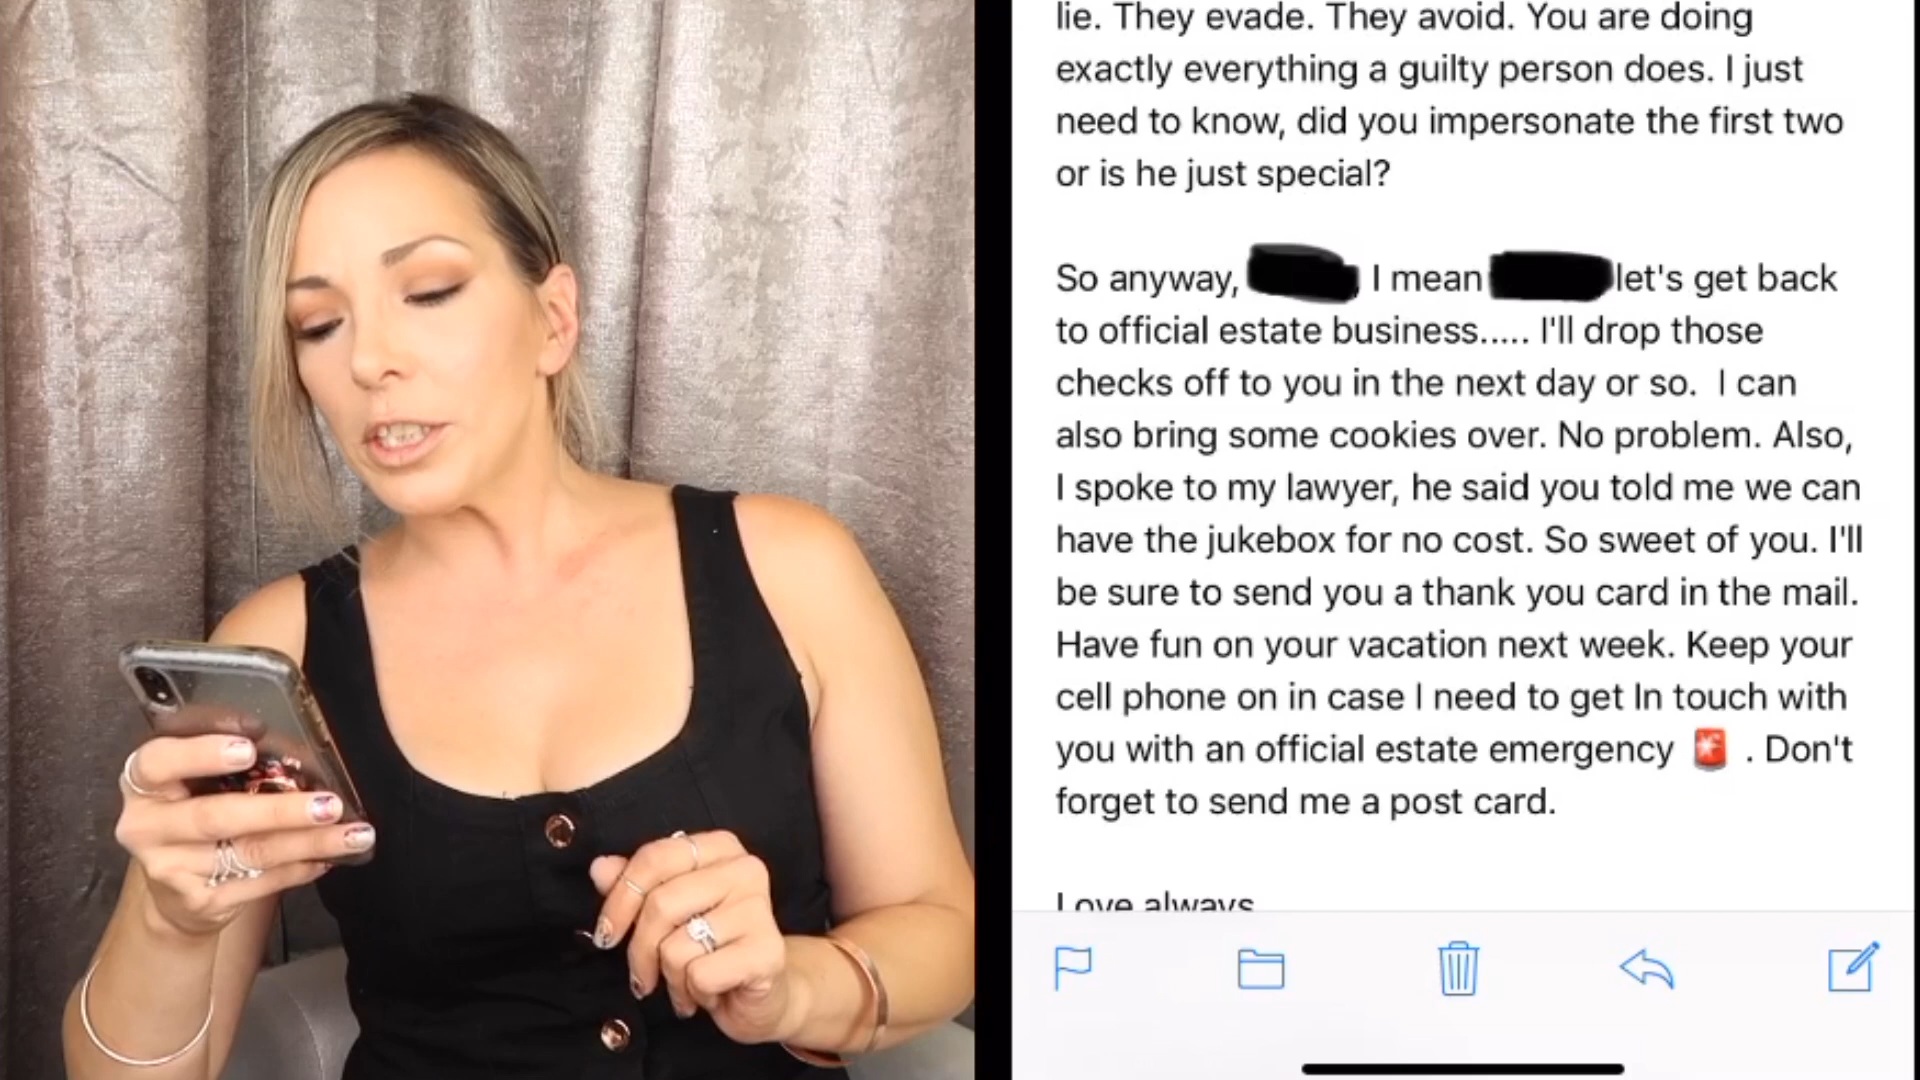 lie. They evade. They avoid. You are doing
exactly everything a guilty person does. I just
need to know, did you impersonate the first two
or is he just special?
So anyway, , I mean let's get back
to official estate business..... I'll drop those
checks off to you in the next day or so. I can
also bring some cookies over. No problem. Also,
I spoke to my lawyer, he said you told me we can
have the jukebox for no cost. So sweet of you. I'll
be sure to send you a thank you card in the mail.
Have fun on your vacation next week. Keep your
cell phone on in case I need to get In touch with
you with an official estate emergency 🚨 . Don't
forget to send me a post card.
Love always